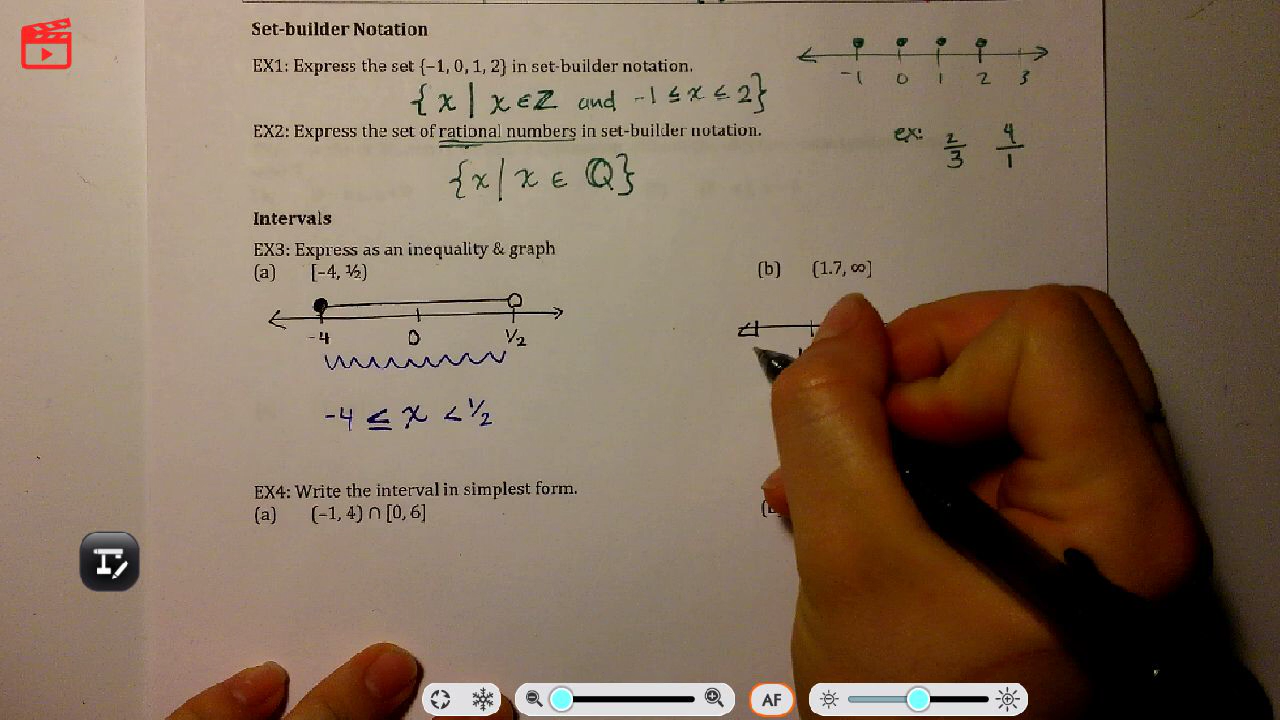 Set-builder Notation
EX1: Express the set {−1, 0, 1, 2} in set-builder notation.
{x | x ∈ ℤ and -1 ≤ x ≤ 2}
-1 0 1 2 3
EX2: Express the set of rational numbers in set-builder notation.
{x | x ∈ ℚ}
ex: 2/3 4/1
Intervals
EX3: Express as an inequality & graph
(a) [−4, ½)
(b) (1.7, ∞]
-4 0 1/2
-4 ≤ x < 1/2
EX4: Write the interval in simplest form.
(a) (−1, 4) ∩ [0, 6]
AF